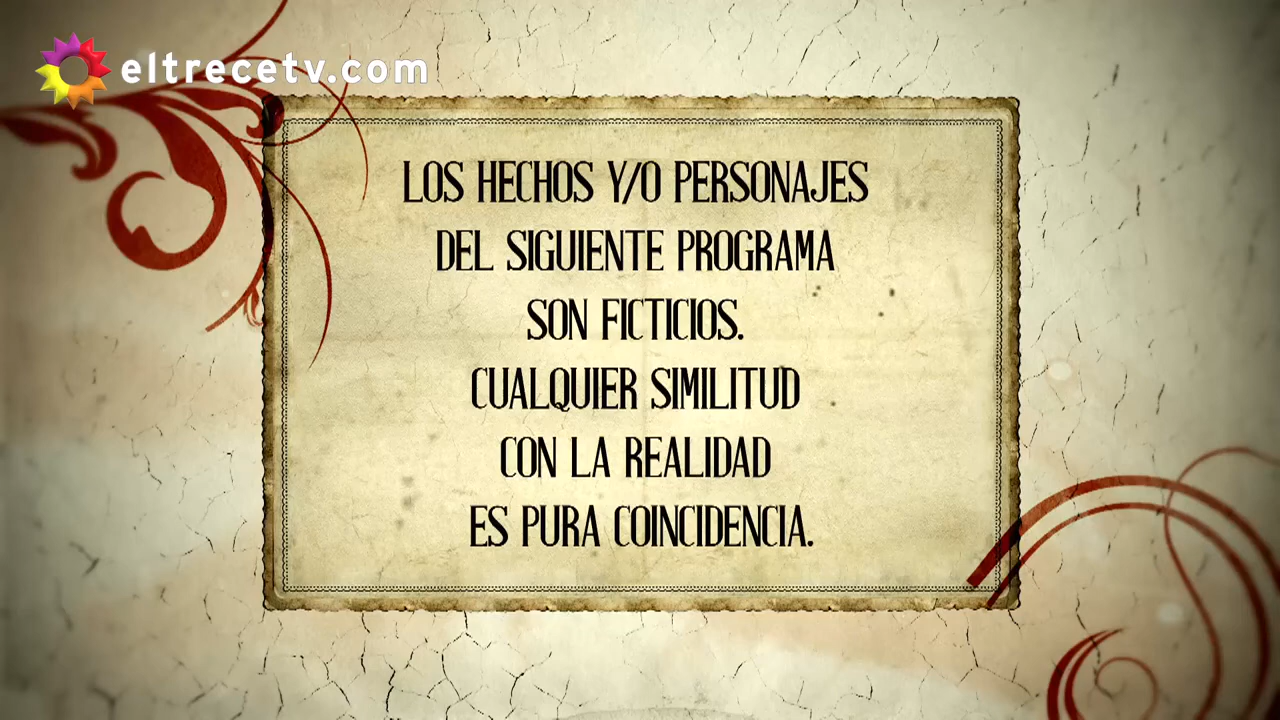 eltrecetv.com
LOS HECHOS Y/O PERSONAJES
DEL SIGUIENTE PROGRAMA
SON FICTICIOS.
CUALQUIER SIMILITUD
CON LA REALIDAD
ES PURA COINCIDENCIA.